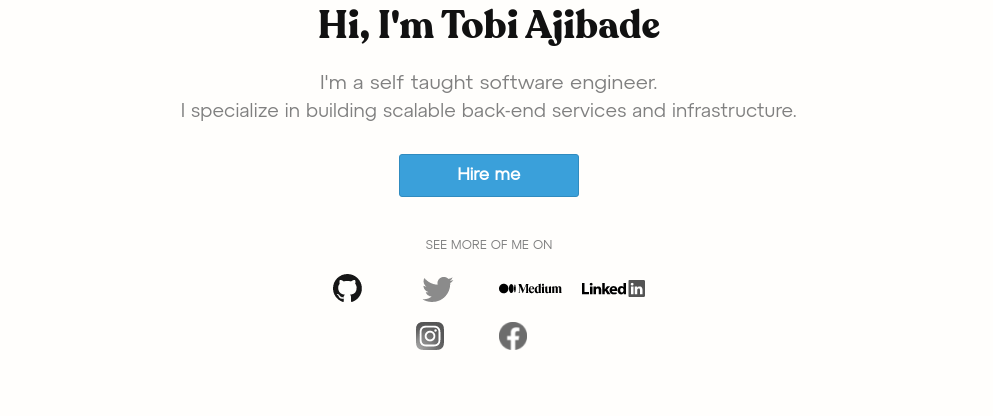 Hi, I'm Tobi Ajibade
I'm a self taught software engineer.
I specialize in building scalable back-end services and infrastructure.
Hire me
SEE MORE OF ME ON
Medium LinkedIn